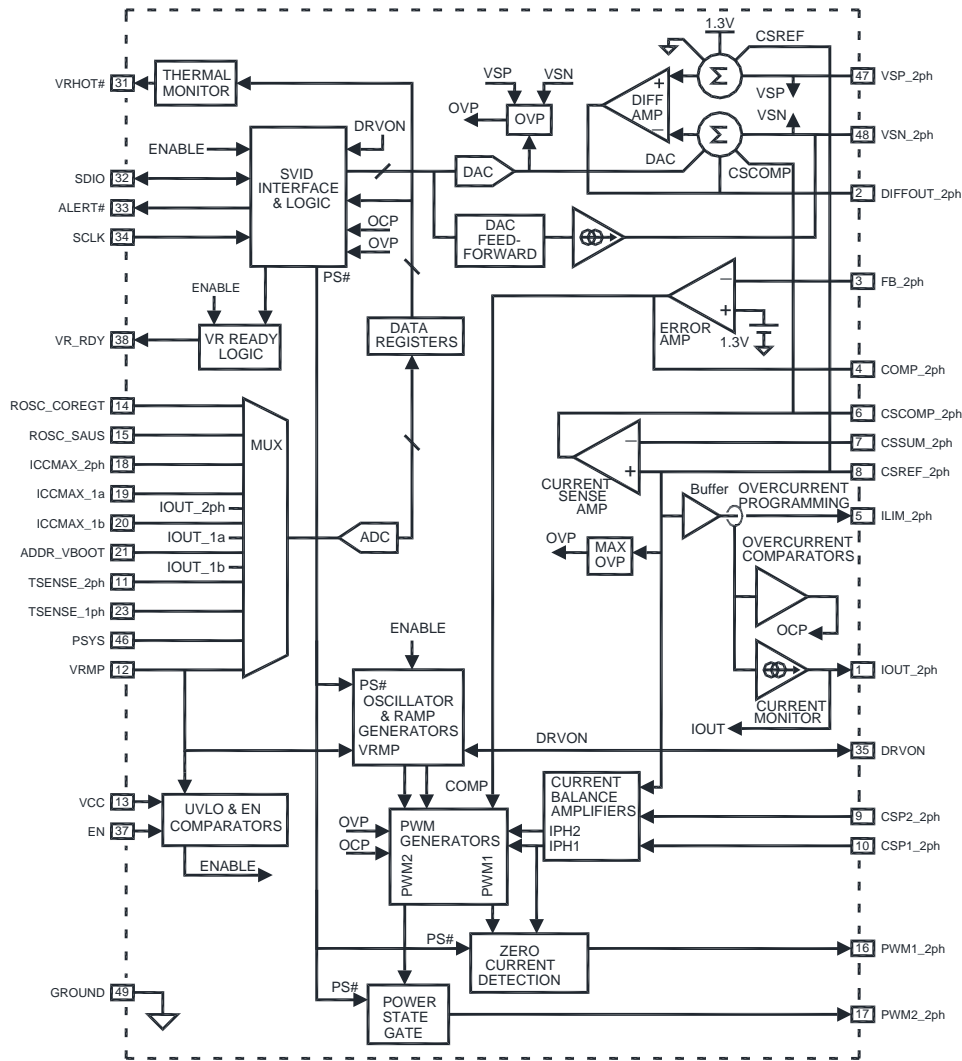 1.3V
CSREF
VRHOT#
31
THERMAL
MONITOR
VSP
VSN
OVP
OVP
+
DIFF
AMP
−
Σ
Σ
VSP
VSN
47
VSP_2ph
48
VSN_2ph
DRVON
ENABLE
SVID
INTERFACE
& LOGIC
SDIO
32
ALERT#
33
SCLK
34
OCP
OVP
PS#
DAC
DAC
CSCOMP
2
DIFFOUT_2ph
DAC
FEED-
FORWARD
ENABLE
VR_RDY
38
VR READY
LOGIC
DATA
REGISTERS
−
+
ERROR
AMP
1.3V
3
FB_2ph
4
COMP_2ph
ROSC_COREGT
14
ROSC_SAUS
15
ICCMAX_2ph
18
ICCMAX_1a
19
IOUT_2ph
ICCMAX_1b
20
IOUT_1a
ADDR_VBOOT
21
IOUT_1b
TSENSE_2ph
11
TSENSE_1ph
23
PSYS
46
VRMP
12
MUX
ADC
−
+
CURRENT
SENSE
AMP
6
CSCOMP_2ph
7
CSSUM_2ph
8
CSREF_2ph
Buffer
OVERCURRENT
PROGRAMMING
5
ILIM_2ph
OVP
MAX
OVP
OVERCURRENT
COMPARATORS
OCP
1
IOUT_2ph
CURRENT
MONITOR
IOUT
ENABLE
PS#
OSCILLATOR
& RAMP
GENERATORS
VRMP
DRVON
35
DRVON
COMP
VCC
13
EN
37
UVLO & EN
COMPARATORS
ENABLE
OVP
OCP
PWM
GENERATORS
PWM2
PWM1
CURRENT
BALANCE
AMPLIFIERS
IPH2
IPH1
9
CSP2_2ph
10
CSP1_2ph
PS#
ZERO
CURRENT
DETECTION
16
PWM1_2ph
GROUND
49
PS#
POWER
STATE
GATE
17
PWM2_2ph